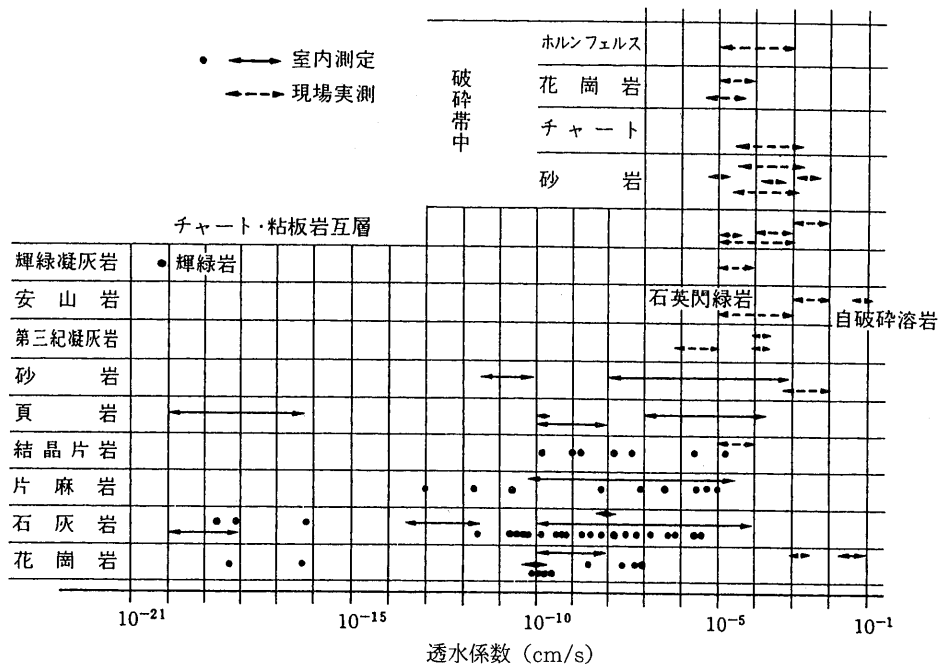 室内測定
現場実測
破砕帯中
ホルンフェルス
花崗岩
チャート
砂岩
チャート・粘板岩互層
輝緑凝灰岩
輝緑岩
安山岩
石英閃緑岩
自破砕溶岩
第三紀凝灰岩
砂岩
頁岩
結晶片岩
片麻岩
石灰岩
花崗岩
10⁻²¹ 10⁻¹⁵ 10⁻¹⁰ 10⁻⁵ 10⁻¹
透水係数 (cm/s)